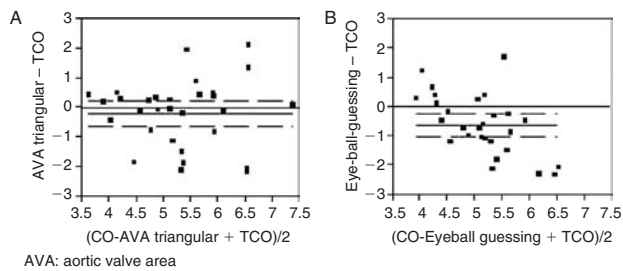 A
B
3
2
1
0
−1
−2
−3
AVA triangular – TCO
3.5 4 4.5 5 5.5 6 6.5 7 7.5
(CO-AVA triangular + TCO)/2
3
2
1
0
−1
−2
−3
Eye-ball-guessing – TCO
3.5 4 4.5 5 5.5 6 6.5 7 7.5
(CO-Eyeball guessing + TCO)/2
AVA: aortic valve area